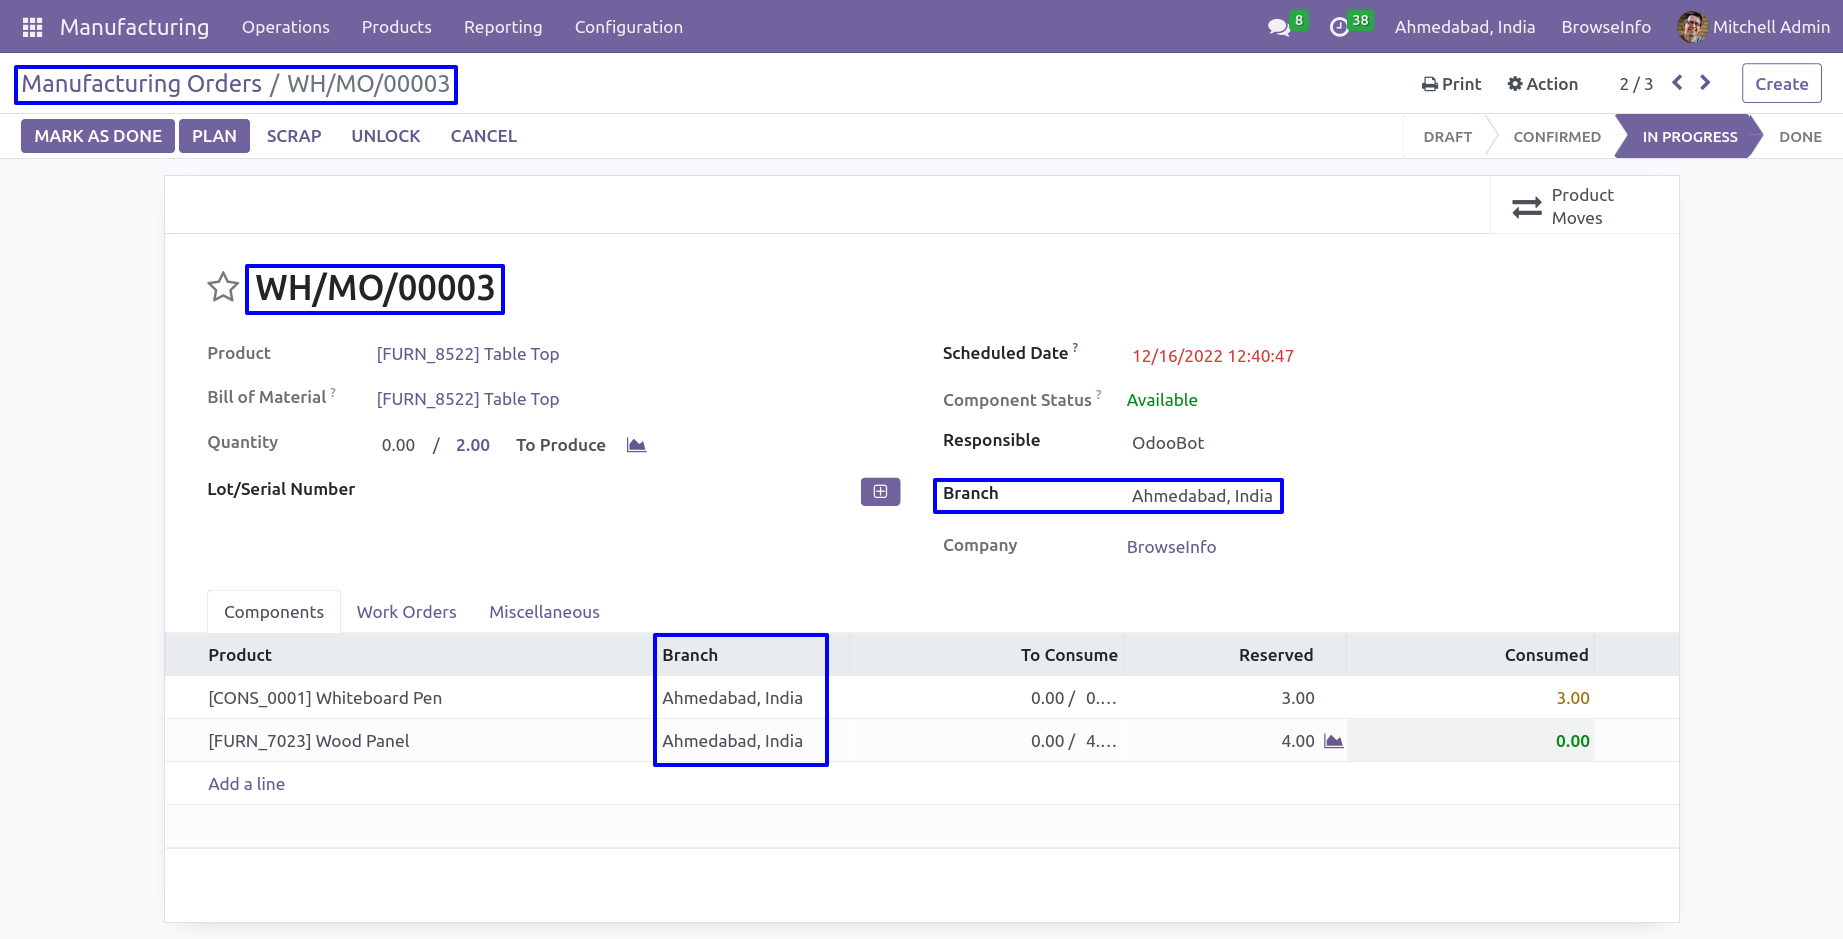 Manufacturing Operations Products Reporting Configuration 8 38 Ahmedabad, India BrowseInfo Mitchell Admin
Manufacturing Orders / WH/MO/00003 Print Action 2 / 3 Create
MARK AS DONE PLAN SCRAP UNLOCK CANCEL DRAFT CONFIRMED IN PROGRESS DONE
Product
Moves
WH/MO/00003
Product [FURN_8522] Table Top Scheduled Date ? 12/16/2022 12:40:47
Bill of Material ? [FURN_8522] Table Top Component Status ? Available
Quantity 0.00 / 2.00 To Produce Responsible OdooBot
Lot/Serial Number Branch Ahmedabad, India
Company BrowseInfo
Components Work Orders Miscellaneous
Product Branch To Consume Reserved Consumed
[CONS_0001] Whiteboard Pen Ahmedabad, India 0.00 / 0.... 3.00 3.00
[FURN_7023] Wood Panel Ahmedabad, India 0.00 / 4.... 4.00 0.00
Add a line